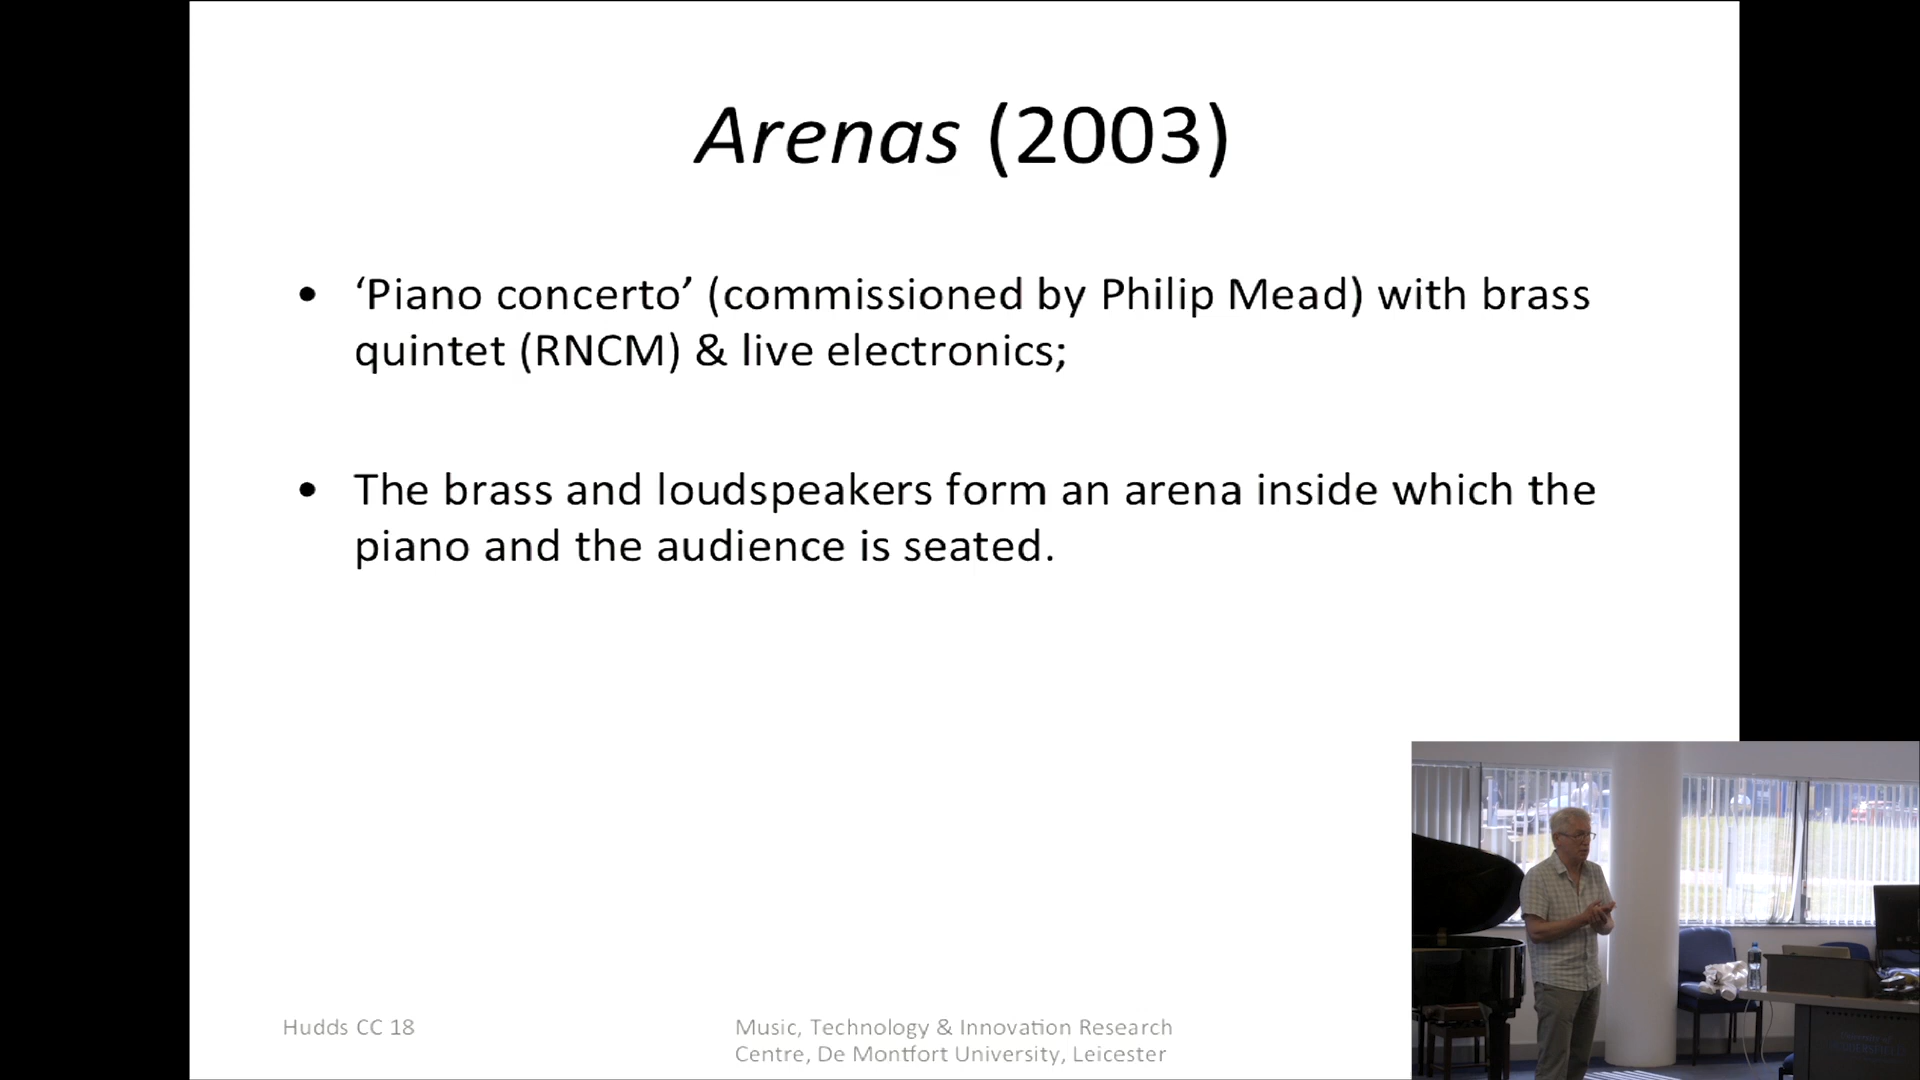 Arenas (2003)
• ‘Piano concerto’ (commissioned by Philip Mead) with brass
quintet (RNCM) & live electronics;
• The brass and loudspeakers form an arena inside which the
piano and the audience is seated.
Hudds CC 18
Music, Technology & Innovation Research
Centre, De Montfort University, Leicester